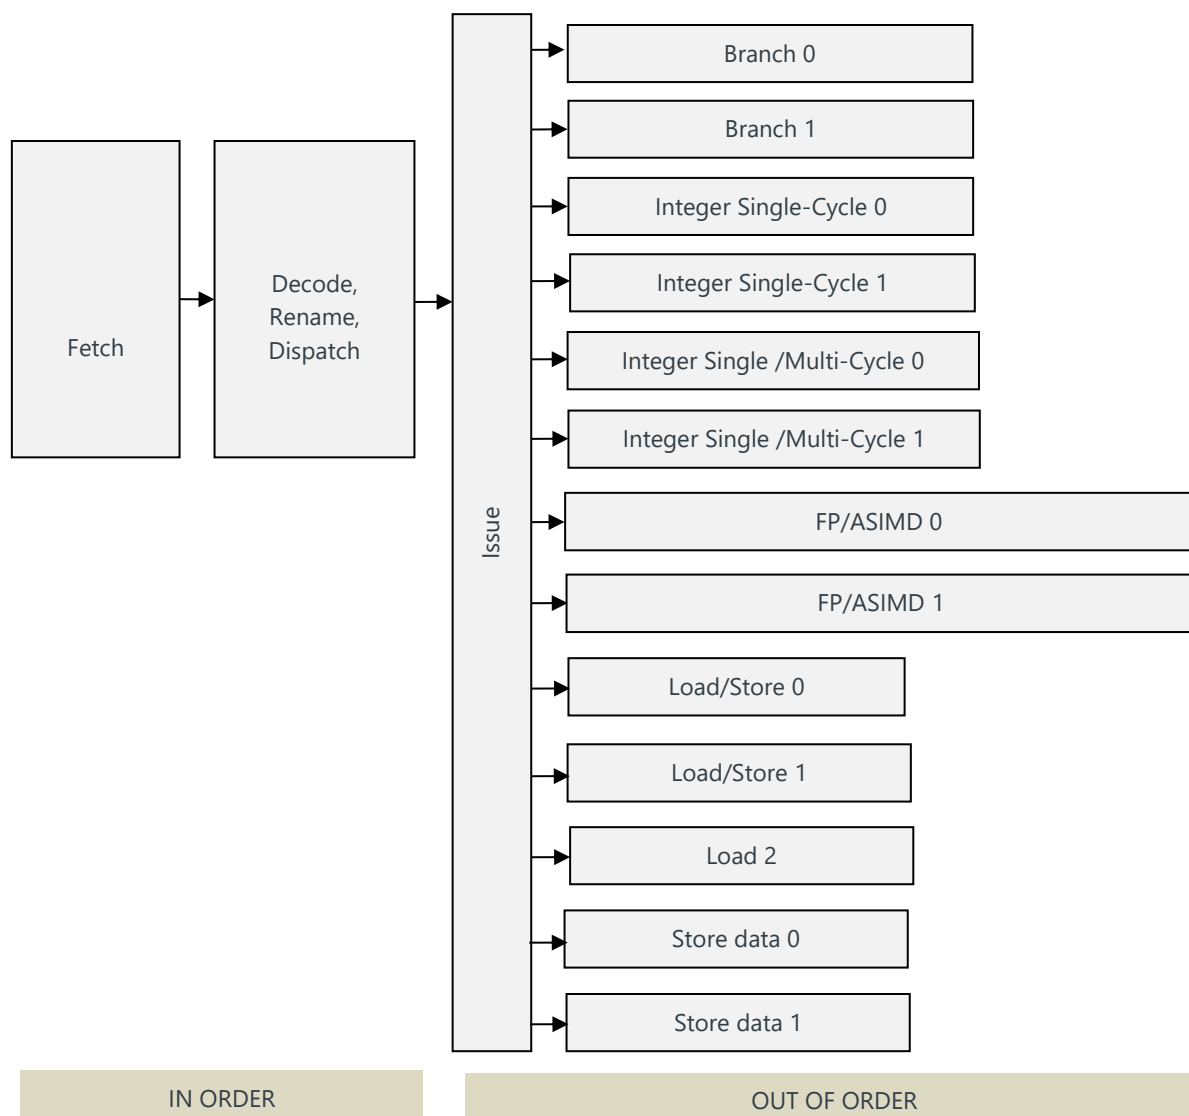 Fetch
Decode,
Rename,
Dispatch
Issue
Branch 0
Branch 1
Integer Single-Cycle 0
Integer Single-Cycle 1
Integer Single /Multi-Cycle 0
Integer Single /Multi-Cycle 1
FP/ASIMD 0
FP/ASIMD 1
Load/Store 0
Load/Store 1
Load 2
Store data 0
Store data 1
IN ORDER
OUT OF ORDER